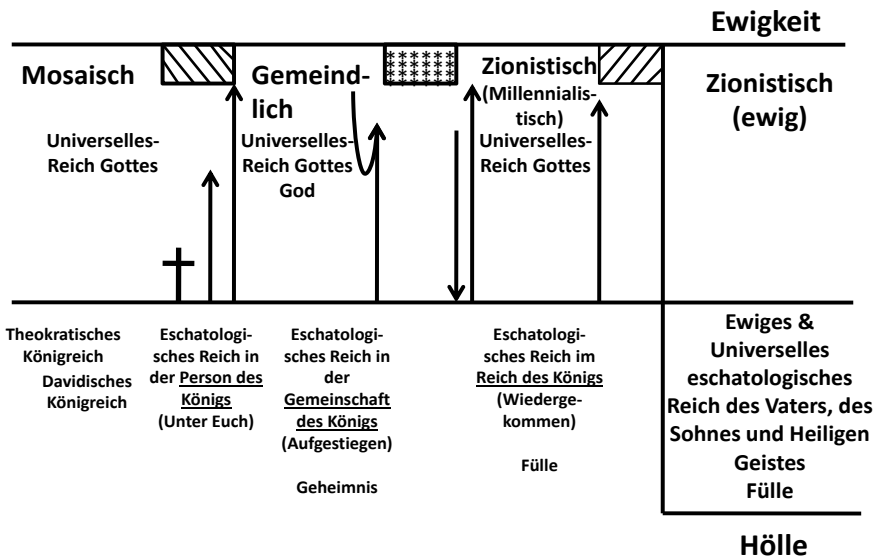 Ewigkeit
Mosaisch
Gemeind-
lich
Zionistisch
(Millennialis-
tisch)
Zionistisch
(ewig)
Universelles-
Reich Gottes
Universelles-
Reich Gottes
God
Universelles-
Reich Gottes
Theokratisches
Königreich
Davidisches
Königreich
Eschatologi-
sches Reich in
der Person des
Königs
(Unter Euch)
Eschatologi-
sches Reich in
der
Gemeinschaft
des Königs
(Aufgestiegen)
Geheimnis
Eschatologi-
sches Reich im
Reich des Königs
(Wiederge-
kommen)
Fülle
Ewiges &
Universelles
eschatologisches
Reich des Vaters, des
Sohnes und Heiligen
Geistes
Fülle
Hölle